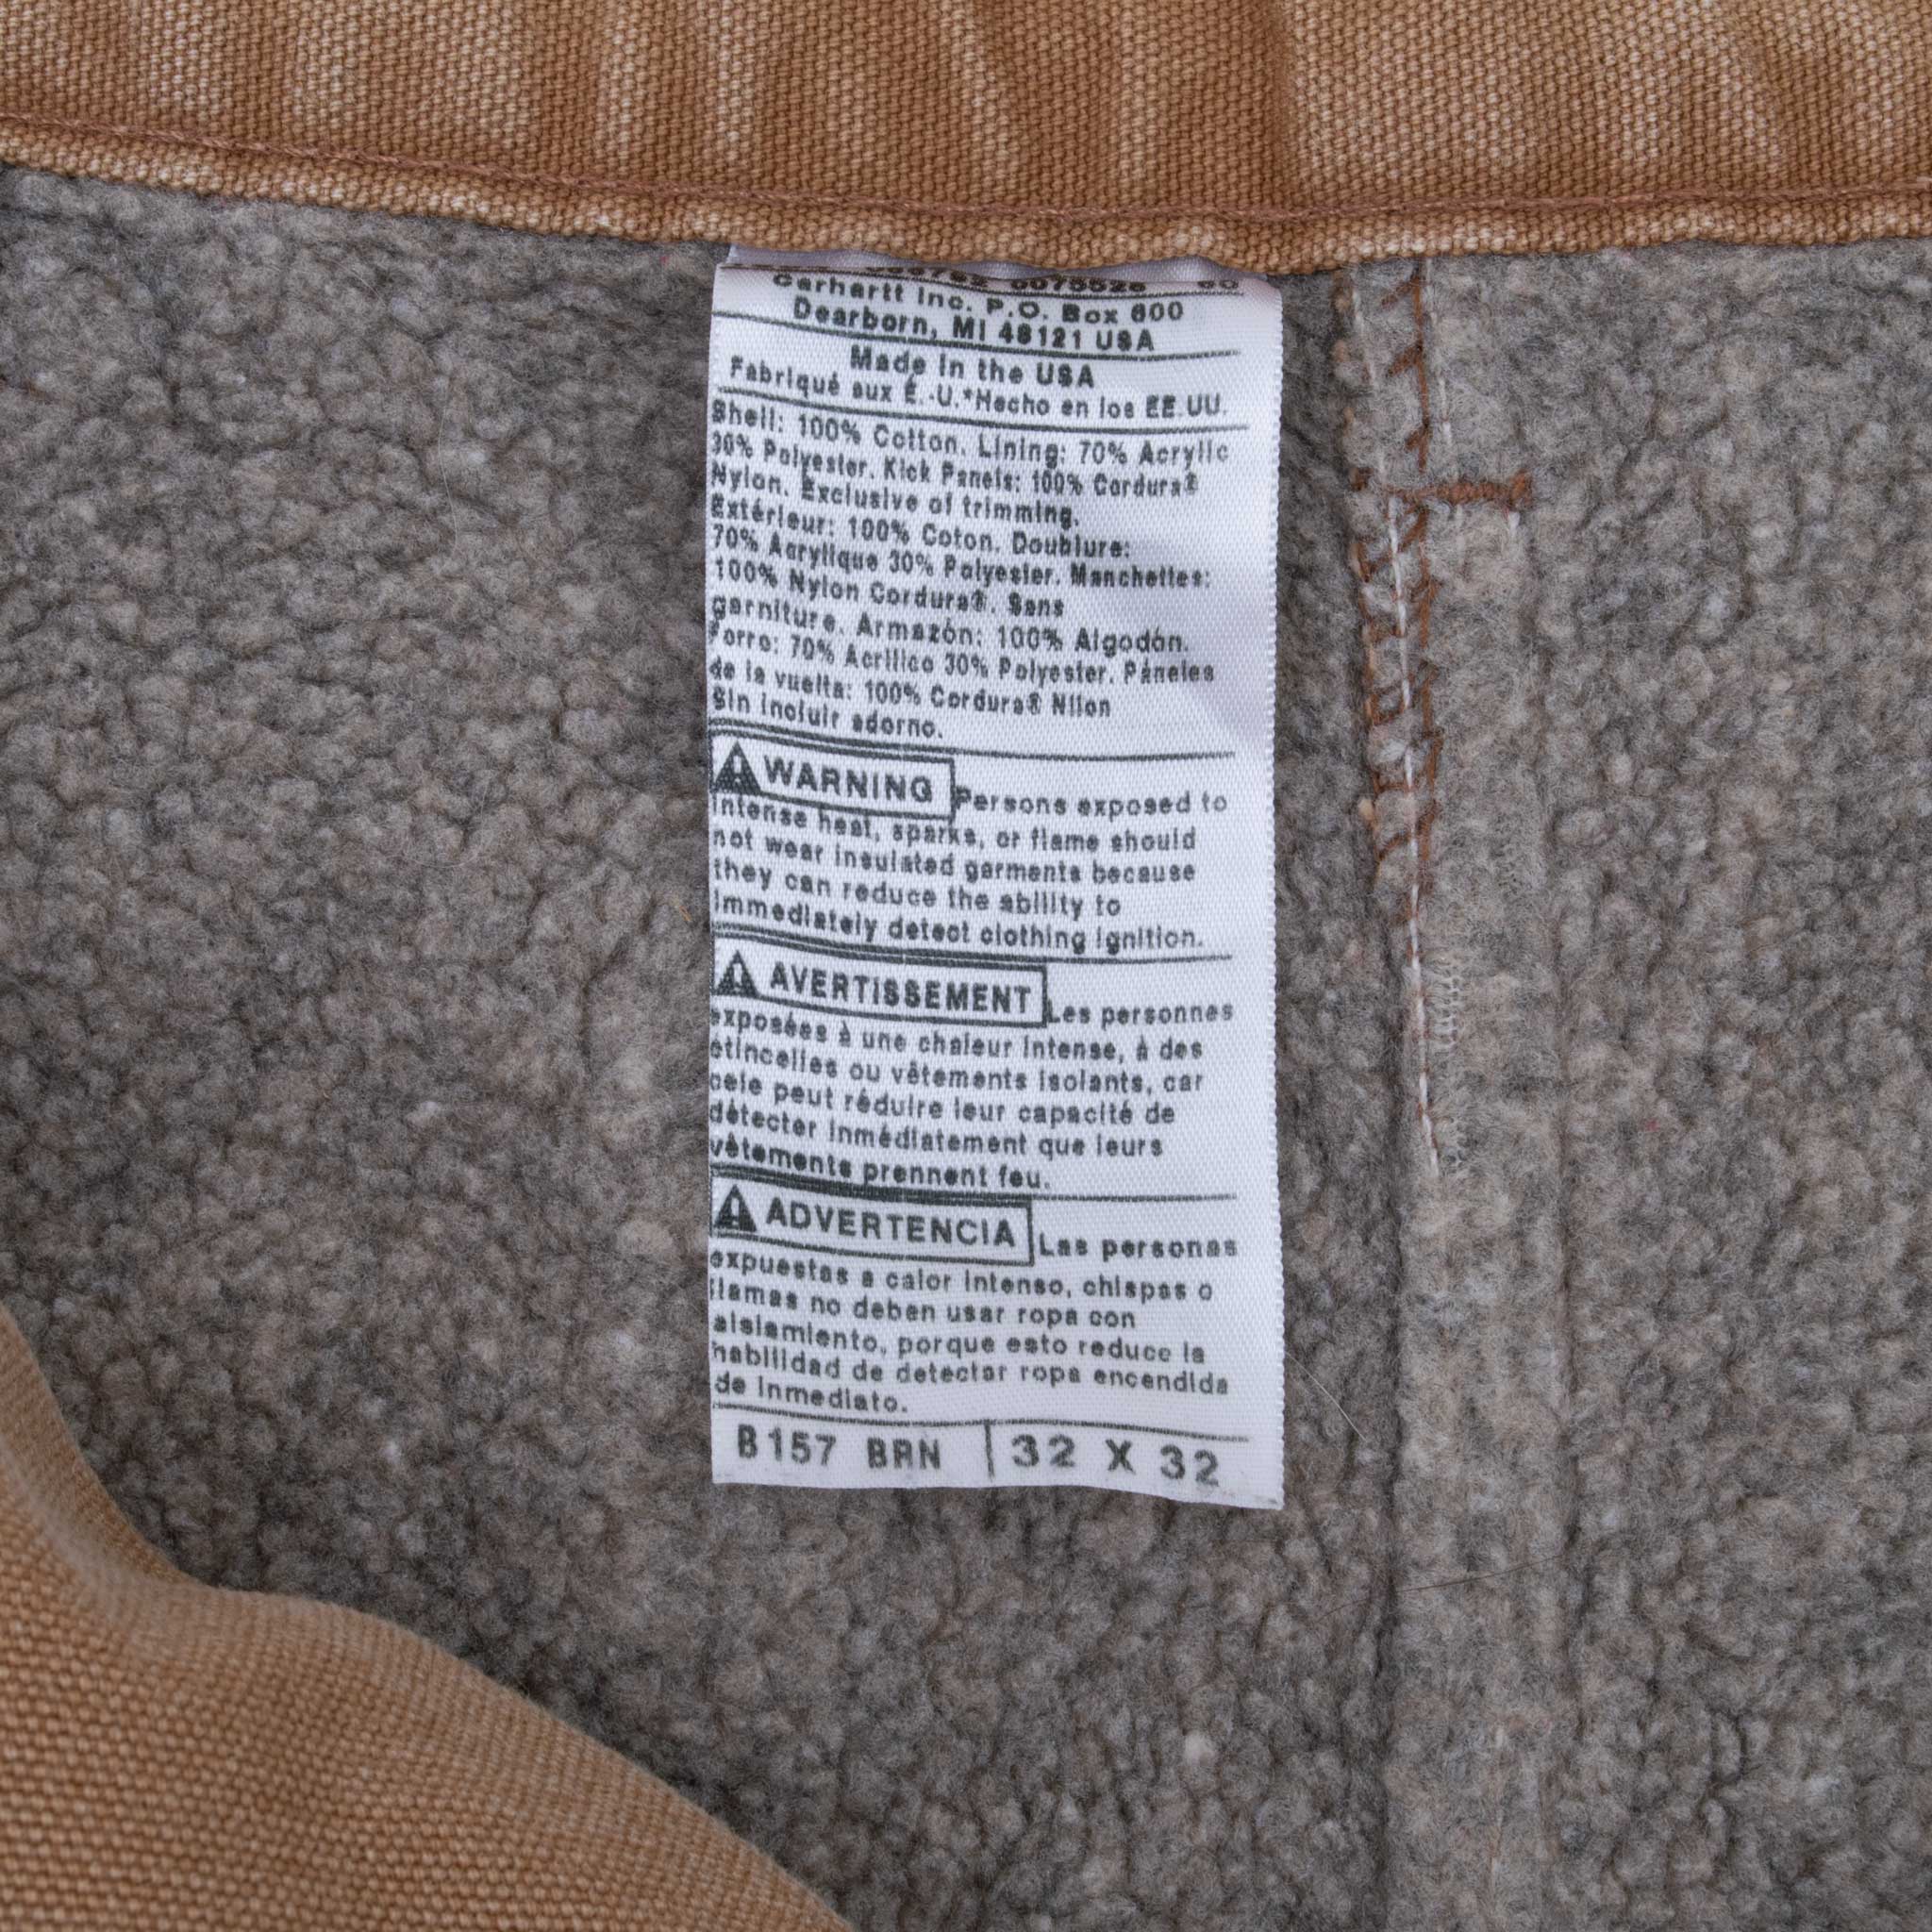 Carhartt Inc. P.O. Box 600
Dearborn, MI 48121 USA
Made in the USA
Fabriqué aux É.-U.*Hecho en los EE.UU.
Shell: 100% Cotton. Lining: 70% Acrylic
30% Polyester. Kick Panels: 100% Cordura®
Nylon. Exclusive of trimming.
Extérieur: 100% Coton. Doublure:
70% Acrylique 30% Polyester. Manchettes:
100% Nylon Cordura®. Sans
garniture. Armazón: 100% Algodón.
Forro: 70% Acrilico 30% Polyester. Páneles
de la vuelta: 100% Cordura® Nilon
Sin incluir adorno.
WARNING Persons exposed to
intense heat, sparks, or flame should
not wear insulated garments because
they can reduce the ability to
immediately detect clothing ignition.
AVERTISSEMENT Les personnes
exposées à une chaleur intense, à des
étincelles ou vêtements isolants, car
cele peut réduire leur capacité de
détecter inmédiatement que leurs
vêtements prennent feu.
ADVERTENCIA Las personas
expuestas a calor intenso, chispas o
llamas no deben usar ropa con
aislamiento, porque esto reduce la
habilidad de detectar ropa encendida
de inmediato.
B157 BRN | 32 X 32